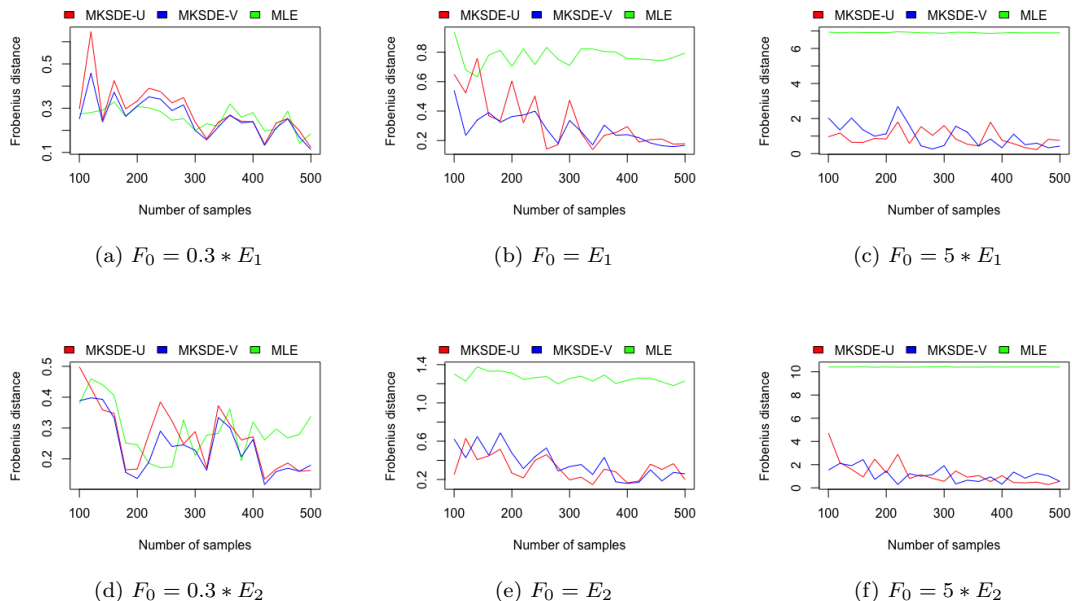 MKSDE-U MKSDE-V MLE
Frobenius distance
0.1 0.3 0.5
100 200 300 400 500
Number of samples
(a) F₀ = 0.3 * E₁
MKSDE-U MKSDE-V MLE
Frobenius distance
0.2 0.4 0.6 0.8
100 200 300 400 500
Number of samples
(b) F₀ = E₁
MKSDE-U MKSDE-V MLE
Frobenius distance
0 2 4 6
100 200 300 400 500
Number of samples
(c) F₀ = 5 * E₁
MKSDE-U MKSDE-V MLE
Frobenius distance
0.2 0.3 0.4 0.5
100 200 300 400 500
Number of samples
(d) F₀ = 0.3 * E₂
MKSDE-U MKSDE-V MLE
Frobenius distance
0.2 0.6 1.0 1.4
100 200 300 400 500
Number of samples
(e) F₀ = E₂
MKSDE-U MKSDE-V MLE
Frobenius distance
0 2 4 6 8 10
100 200 300 400 500
Number of samples
(f) F₀ = 5 * E₂